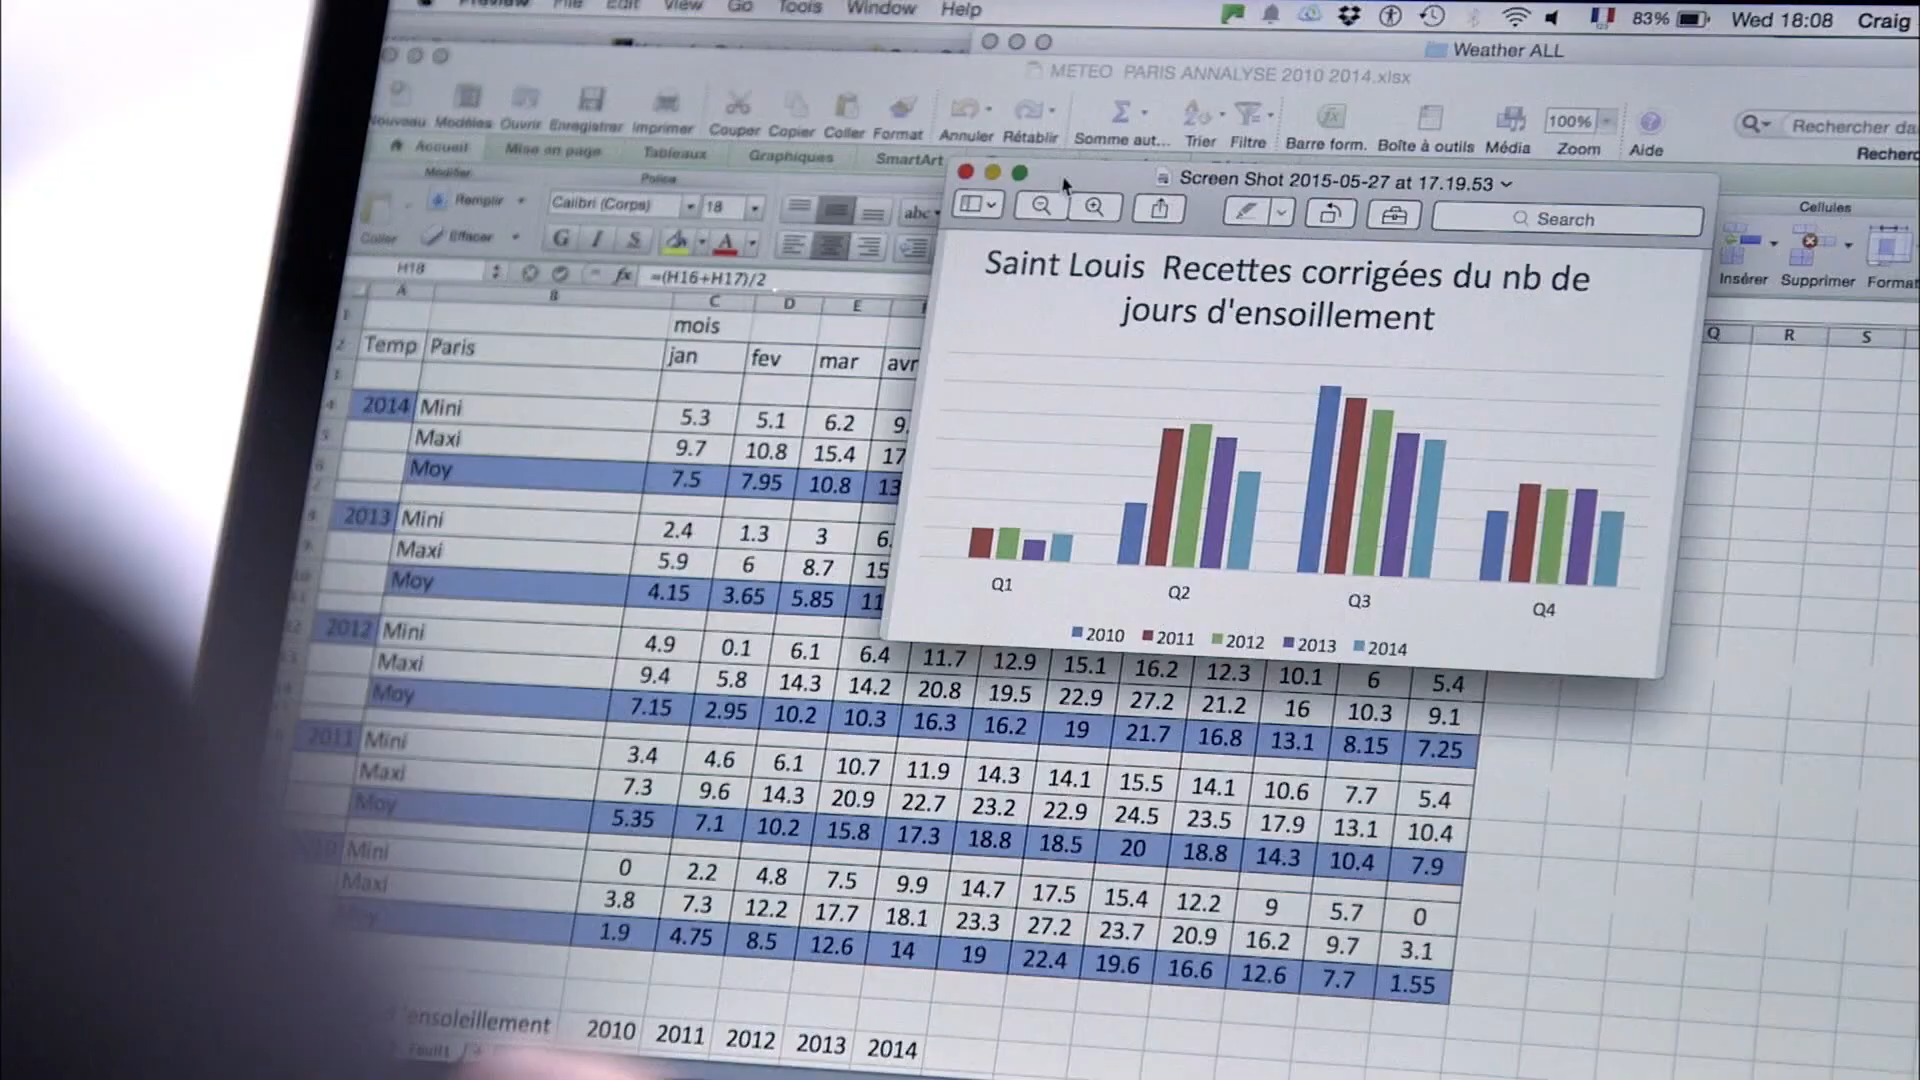 Preview File Edit View Go Tools Window Help 83% Wed 18:08 Craig
Weather ALL
METEO PARIS ANNALYSE 2010 2014.xlsx
Nouveau Modèles Ouvrir Enregistrer Imprimer Couper Copier Coller Format Annuler Rétablir Somme aut... Trier Filtre Barre form. Boîte à outils Média 100% Zoom Aide Rechercher da
Accueil Mise en page Tableaux Graphiques SmartArt
Modifier Police Cellules
Remplir Calibri (Corps) 18 abc
Coller Effacer G I S A Insérer Supprimer Format
H18 fx =(H16+H17)/2
A B C D E Q R S
mois
Temp Paris jan fev mar avr
2014 Mini 5.3 5.1 6.2 9.
Maxi 9.7 10.8 15.4 17
Moy 7.5 7.95 10.8 13
2013 Mini 2.4 1.3 3 6.
Maxi 5.9 6 8.7 15
Moy 4.15 3.65 5.85 11
2012 Mini 4.9 0.1 6.1 6.4 11.7 12.9 15.1 16.2 12.3 10.1 6 5.4
Maxi 9.4 5.8 14.3 14.2 20.8 19.5 22.9 27.2 21.2 16 10.3 9.1
Moy 7.15 2.95 10.2 10.3 16.3 16.2 19 21.7 16.8 13.1 8.15 7.25
2011 Mini 3.4 4.6 6.1 10.7 11.9 14.3 14.1 15.5 14.1 10.6 7.7 5.4
Maxi 7.3 9.6 14.3 20.9 22.7 23.2 22.9 24.5 23.5 17.9 13.1 10.4
Moy 5.35 7.1 10.2 15.8 17.3 18.8 18.5 20 18.8 14.3 10.4 7.9
Mini 0 2.2 4.8 7.5 9.9 14.7 17.5 15.4 12.2 9 5.7 0
Maxi 3.8 7.3 12.2 17.7 18.1 23.3 27.2 23.7 20.9 16.2 9.7 3.1
1.9 4.75 8.5 12.6 14 19 22.4 19.6 16.6 12.6 7.7 1.55
'ensoleillement 2010 2011 2012 2013 2014
Screen Shot 2015-05-27 at 17.19.53
Search
Saint Louis Recettes corrigées du nb de
jours d'ensoillement
Q1 Q2 Q3 Q4
2010 2011 2012 2013 2014